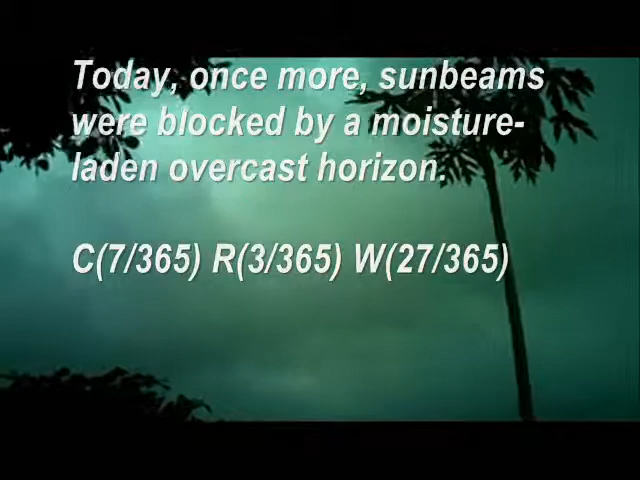 Today, once more, sunbeams
were blocked by a moisture-
laden overcast horizon.
C(7/365) R(3/365) W(27/365)